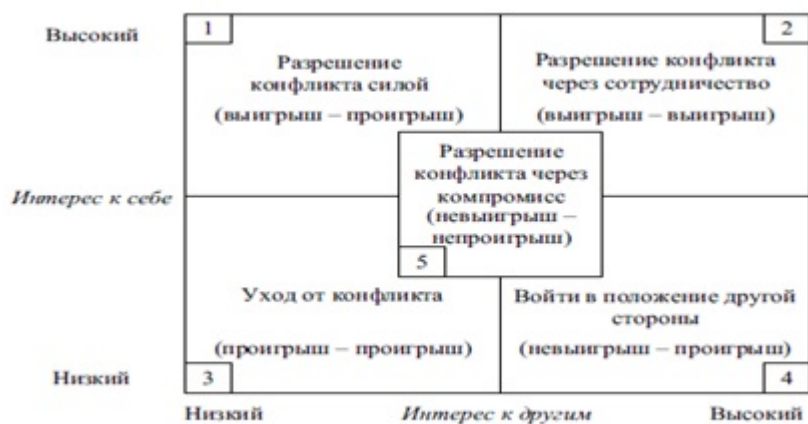 Высокий
1
Разрешение
конфликта силой
(выигрыш – проигрыш)
2
Разрешение конфликта
через сотрудничество
(выигрыш – выигрыш)
Интерес к себе
Разрешение
конфликта через
компромисс
(невыигрыш –
непроигрыш)
5
Уход от конфликта
(проигрыш – проигрыш)
3
Войти в положение другой
стороны
(невыигрыш – проигрыш)
4
Низкий
Низкий
Интерес к другим
Высокий